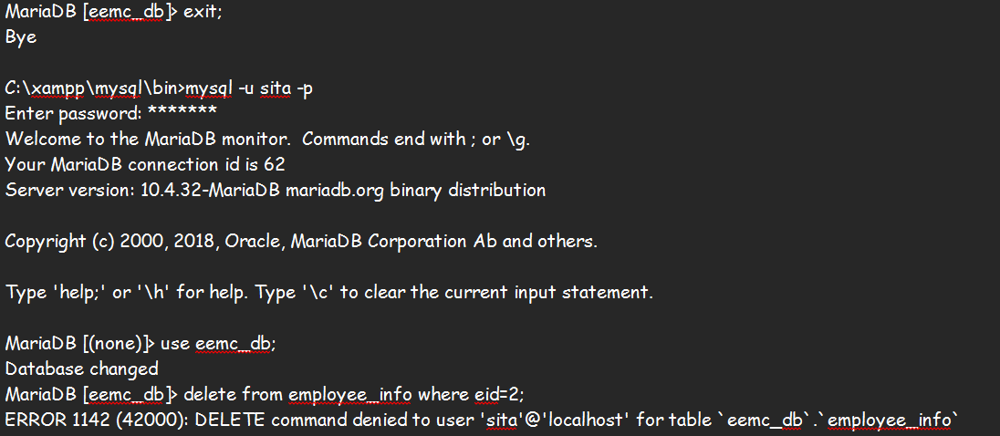 MariaDB [eemc_db]> exit;
Bye
C:\xampp\mysql\bin>mysql -u sita -p
Enter password: *******
Welcome to the MariaDB monitor.  Commands end with ; or \g.
Your MariaDB connection id is 62
Server version: 10.4.32-MariaDB mariadb.org binary distribution
Copyright (c) 2000, 2018, Oracle, MariaDB Corporation Ab and others.
Type 'help;' or '\h' for help. Type '\c' to clear the current input statement.
MariaDB [(none)]> use eemc_db;
Database changed
MariaDB [eemc_db]> delete from employee_info where eid=2;
ERROR 1142 (42000): DELETE command denied to user 'sita'@'localhost' for table `eemc_db`.`employee_info`